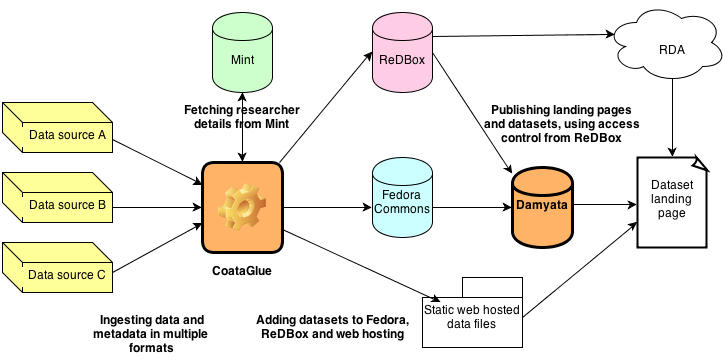 Mint
ReDBox
RDA
Fetching researcher
details from Mint
Publishing landing pages
and datasets, using access
control from ReDBox
Data source A
Data source B
Data source C
CoataGlue
Fedora
Commons
Damyata
Dataset
landing
page
Static web hosted
data files
Ingesting data and
metadata in multiple
formats
Adding datasets to Fedora,
ReDBox and web hosting